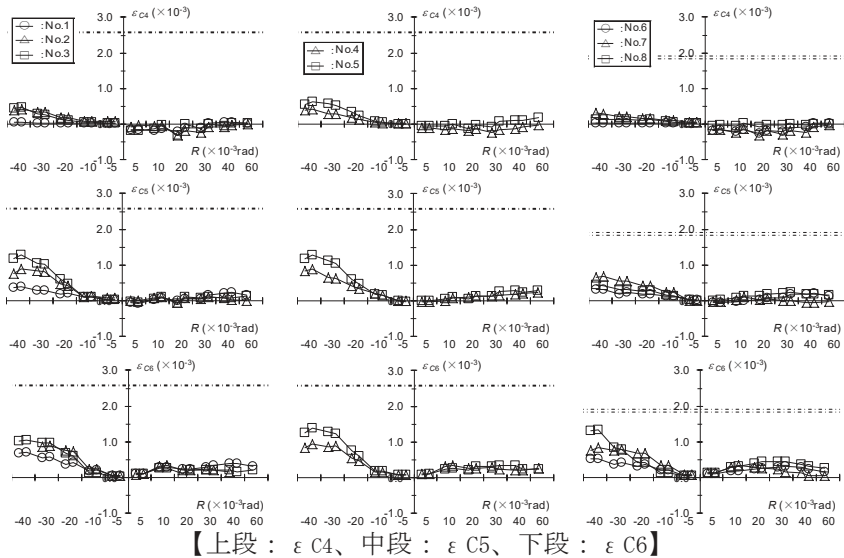 εC4 (×10⁻³) εC4 (×10⁻³) εC4 (×10⁻³)
3.0 3.0 3.0
○ :No.1
△ :No.2
□ :No.3
△ :No.4
□ :No.5
○ :No.6
△ :No.7
□ :No.8
2.0 2.0 2.0
1.0 1.0 1.0
R (×10⁻³rad) R (×10⁻³rad) R (×10⁻³rad)
-1.0 -1.0 -1.0
-40 -30 -20 -10 -5 5 10 20 30 40 60 -40 -30 -20 -10 -5 5 10 20 30 40 60 -40 -30 -20 -10 -5 5 10 20 30 40 60
εC5 (×10⁻³) εC5 (×10⁻³) εC5 (×10⁻³)
3.0 3.0 3.0
2.0 2.0 2.0
1.0 1.0 1.0
R (×10⁻³rad) R (×10⁻³rad) R (×10⁻³rad)
-1.0 -1.0 -1.0
-40 -30 -20 -10 -5 5 10 20 30 40 60 -40 -30 -20 -10 -5 5 10 20 30 40 60 -40 -30 -20 -10 -5 5 10 20 30 40 60
εC6 (×10⁻³) εC6 (×10⁻³) εC6 (×10⁻³)
3.0 3.0 3.0
2.0 2.0 2.0
1.0 1.0 1.0
R (×10⁻³rad) R (×10⁻³rad) R (×10⁻³rad)
-1.0 -1.0 -1.0
-40 -30 -20 -10 -5 5 10 20 30 40 60 -40 -30 -20 -10 -5 5 10 20 30 40 60 -40 -30 -20 -10 -5 5 10 20 30 40 60
【上段：εC4、中段：εC5、下段：εC6】